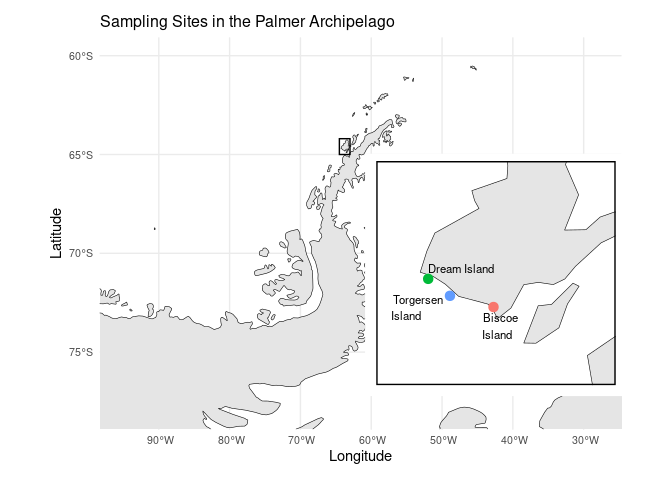 Sampling Sites in the Palmer Archipelago
60°S
65°S
70°S
75°S
Latitude
Dream Island
Torgersen
Island
Biscoe
Island
90°W
80°W
70°W
60°W
50°W
40°W
30°W
Longitude